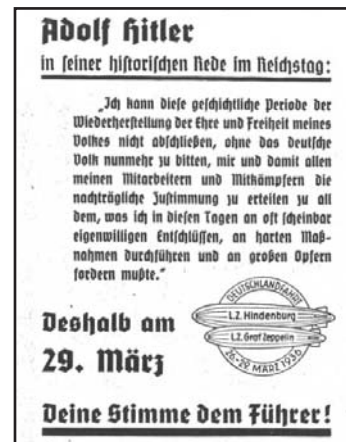 Adolf Hitler
in seiner historischen Rede im Reichstag:
„Ich kann diese geschichtliche Periode der
Wiederherstellung der Ehre und Freiheit meines
Volkes nicht abschließen, ohne das deutsche
Volk nunmehr zu bitten, mir und damit allen
meinen Mitarbeitern und Mitkämpfern die
nachträgliche Zustimmung zu erteilen zu all
dem, was ich in diesen Tagen an oft scheinbar
eigenwilligen Entschlüssen, an harten Maß-
nahmen durchführen und an großen Opfern
fordern mußte.“
Deshalb am
29. März
DEUTSCHLANDFAHRT
L.Z. Hindenburg
L.Z. Graf Zeppelin
26.-29. MÄRZ 1936
Deine Stimme dem Führer!